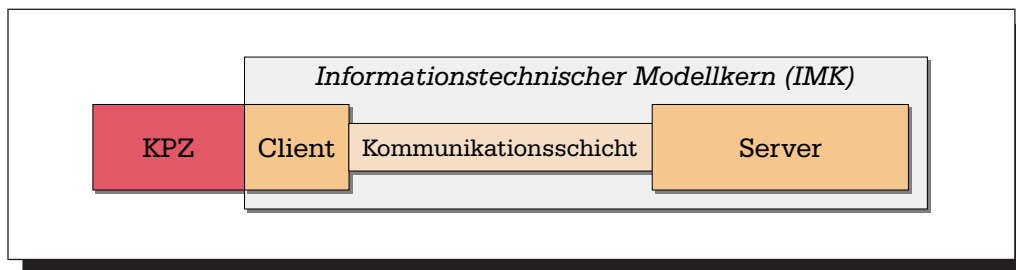 Informationstechnischer Modellkern (IMK)
KPZ
Client
Kommunikationsschicht
Server